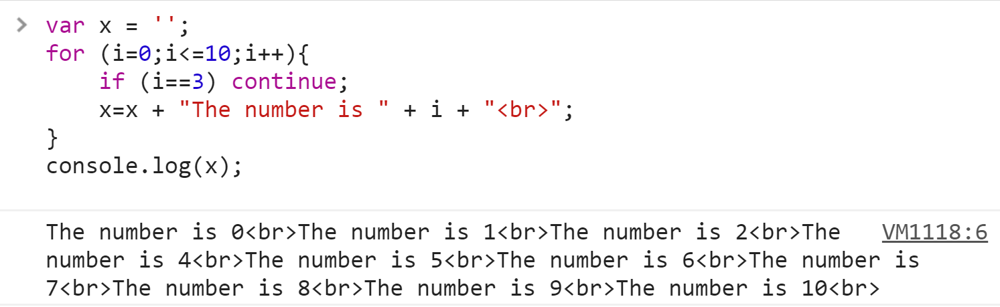 > var x = '';
for (i=0;i<=10;i++){
    if (i==3) continue;
    x=x + "The number is " + i + "<br>";
}
console.log(x);
The number is 0<br>The number is 1<br>The number is 2<br>The VM1118:6
number is 4<br>The number is 5<br>The number is 6<br>The number is
7<br>The number is 8<br>The number is 9<br>The number is 10<br>